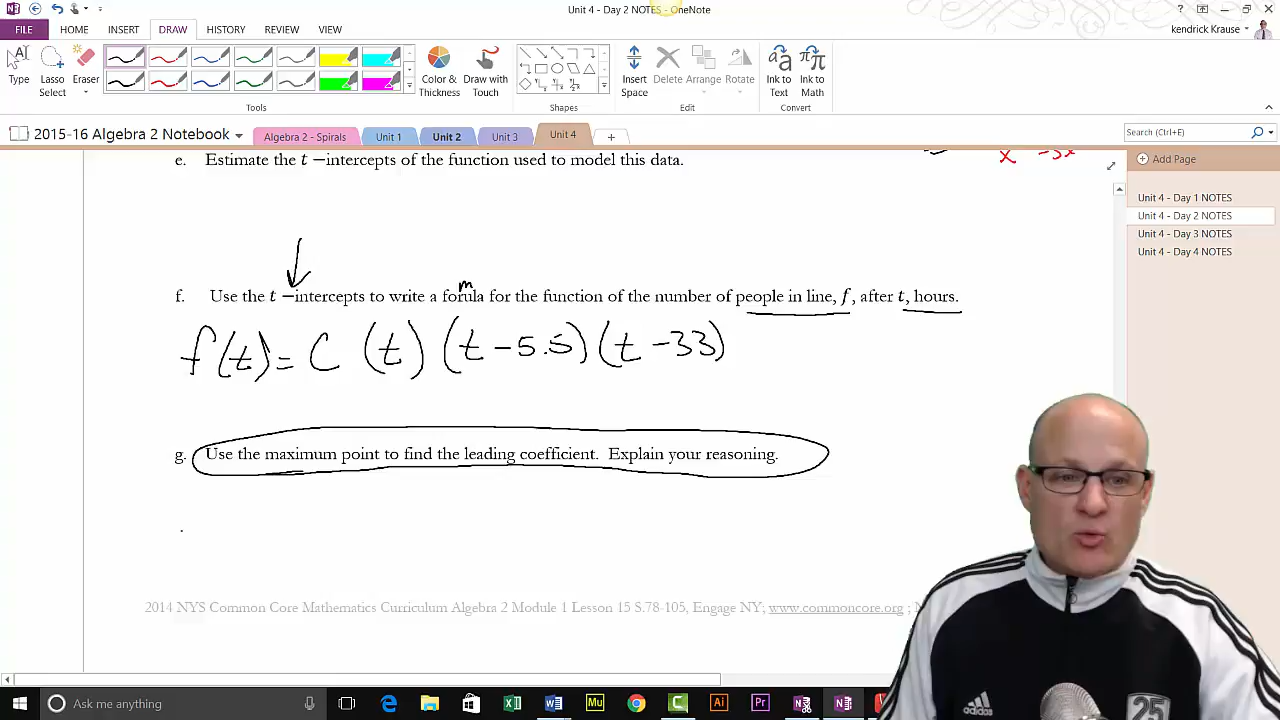 Unit 4 - Day 2 NOTES - OneNote
kendrick Krause
FILE HOME INSERT DRAW HISTORY REVIEW VIEW
Type
Lasso Select
Eraser
Color & Thickness
Draw with Touch
Insert Space
Delete
Arrange
Rotate
Ink to Text
Ink to Math
Tools
Shapes
Edit
Convert
2015-16 Algebra 2 Notebook
Algebra 2 - Spirals
Unit 1
Unit 2
Unit 3
Unit 4
Search (Ctrl+E)
Add Page
Unit 4 - Day 1 NOTES
Unit 4 - Day 2 NOTES
Unit 4 - Day 3 NOTES
Unit 4 - Day 4 NOTES
e. Estimate the t −intercepts of the function used to model this data.
m
f. Use the t −intercepts to write a forula for the function of the number of people in line, f, after t, hours.
f(t) = C (t) (t - 5.5) (t - 33)
g. Use the maximum point to find the leading coefficient. Explain your reasoning.
2014 NYS Common Core Mathematics Curriculum Algebra 2 Module 1 Lesson 15 S.78-105, Engage NY; www.commoncore.org ;
Ask me anything
25
adidas